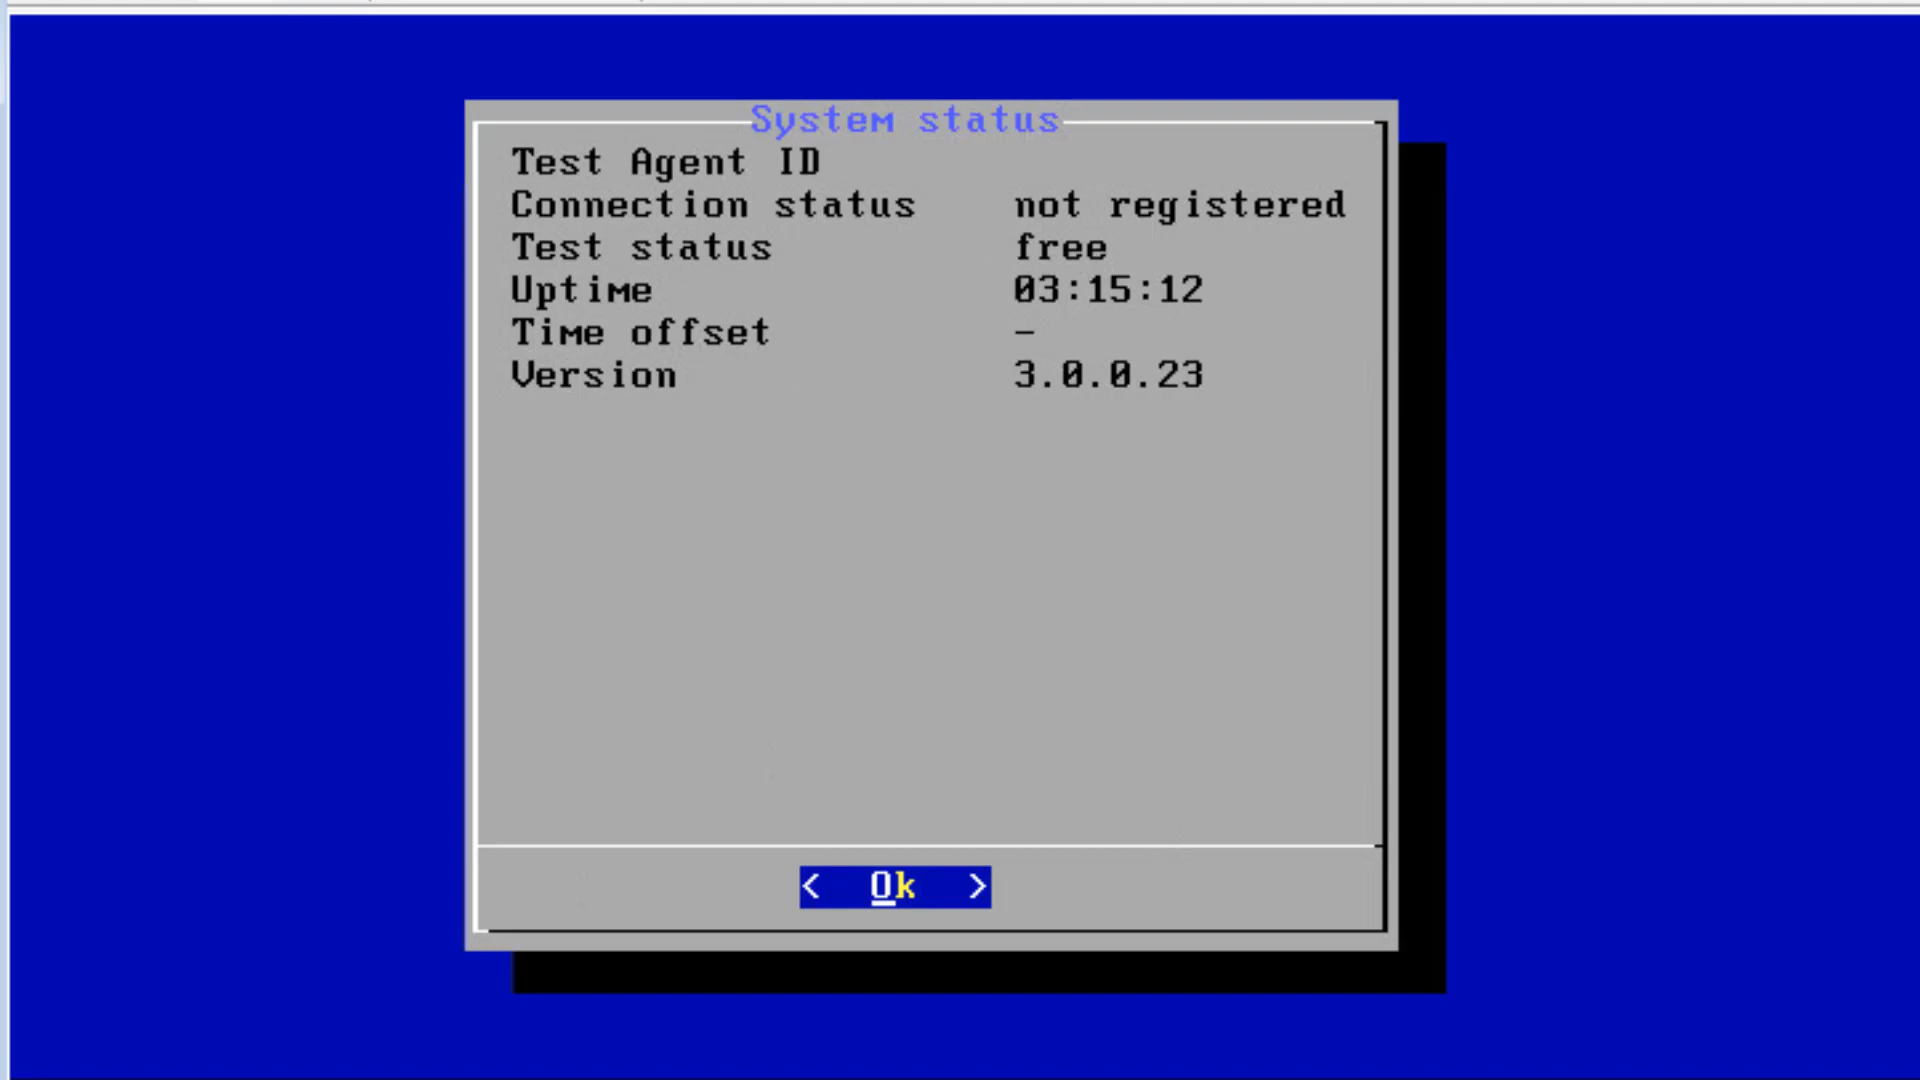 System status
Test Agent ID
Connection status not registered
Test status free
Uptime 03:15:12
Time offset –
Version 3.0.0.23
< Ok >